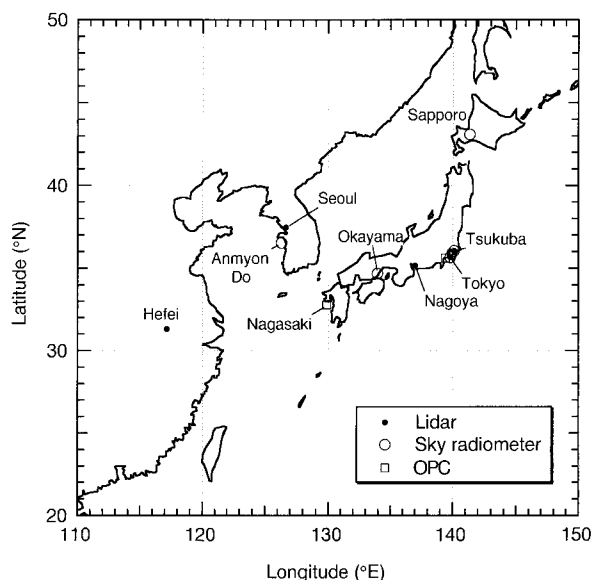 50
40
30
20
Latitude (°N)
Sapporo
Seoul
Anmyon
Do
Okayama
Tsukuba
Tokyo
Nagoya
Nagasaki
Hefei
Lidar
Sky radiometer
OPC
110
120
130
140
150
Longitude (°E)